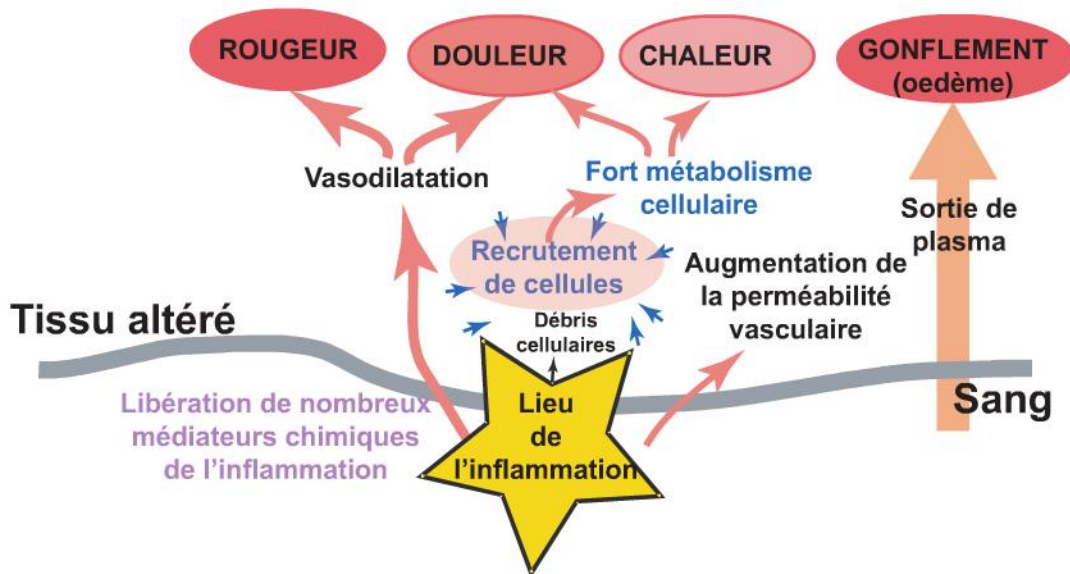 ROUGEUR
DOULEUR
CHALEUR
GONFLEMENT
(oedème)
Vasodilatation
Fort métabolisme
cellulaire
Sortie de
plasma
Recrutement
de cellules
Augmentation de
la perméabilité
vasculaire
Tissu altéré
Débris
cellulaires
Libération de nombreux
médiateurs chimiques
de l'inflammation
Lieu
de
l'inflammation
Sang